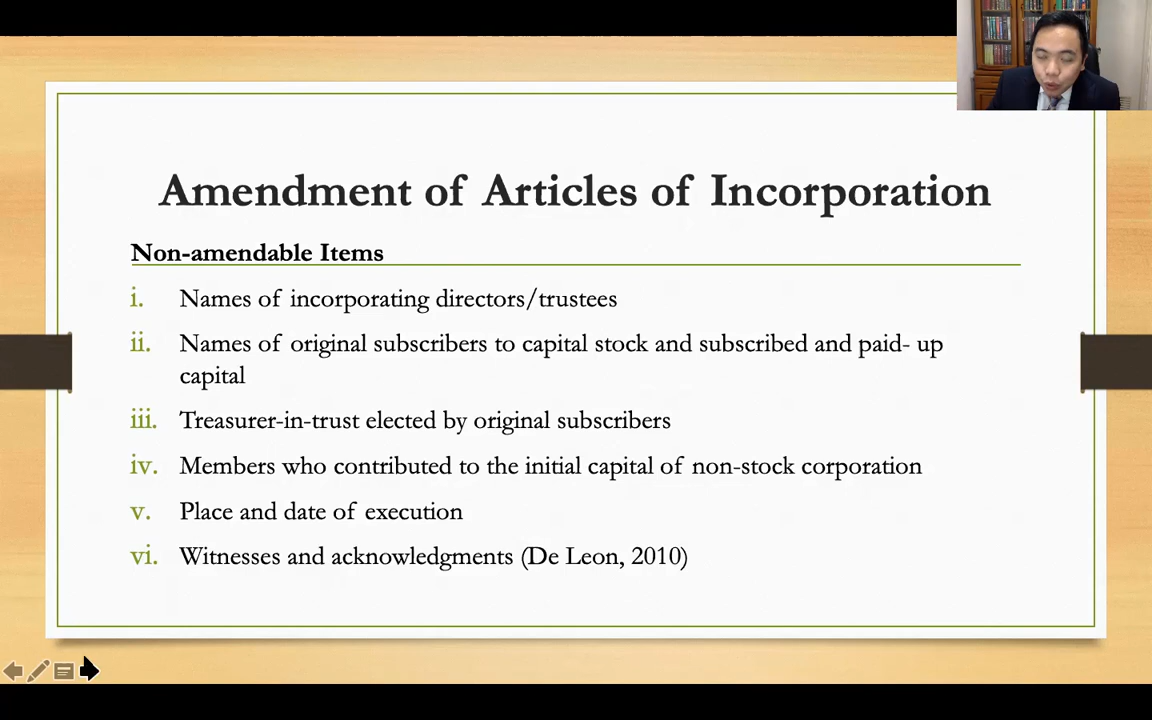 Amendment of Articles of Incorporation
Non-amendable Items
i. Names of incorporating directors/trustees
ii. Names of original subscribers to capital stock and subscribed and paid- up
capital
iii. Treasurer-in-trust elected by original subscribers
iv. Members who contributed to the initial capital of non-stock corporation
v. Place and date of execution
vi. Witnesses and acknowledgments (De Leon, 2010)